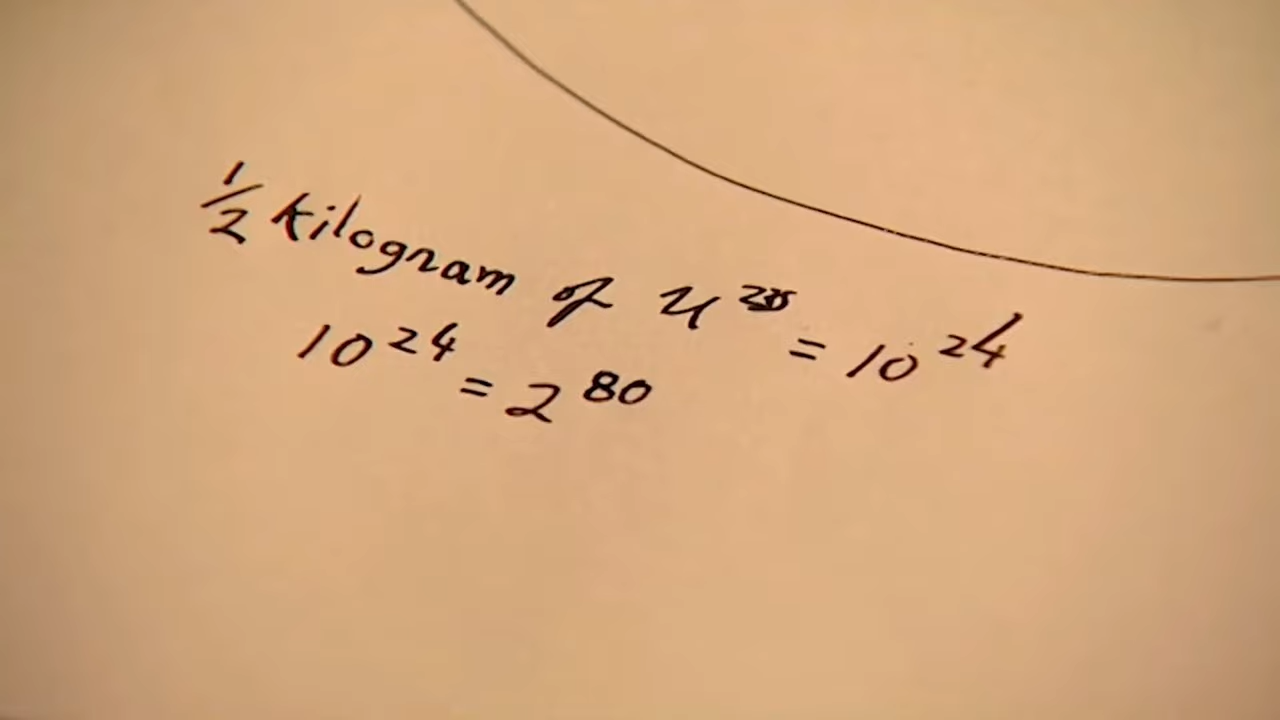 ½ kilogram of U²³⁵ = 10²⁴
10²⁴ = 2⁸⁰